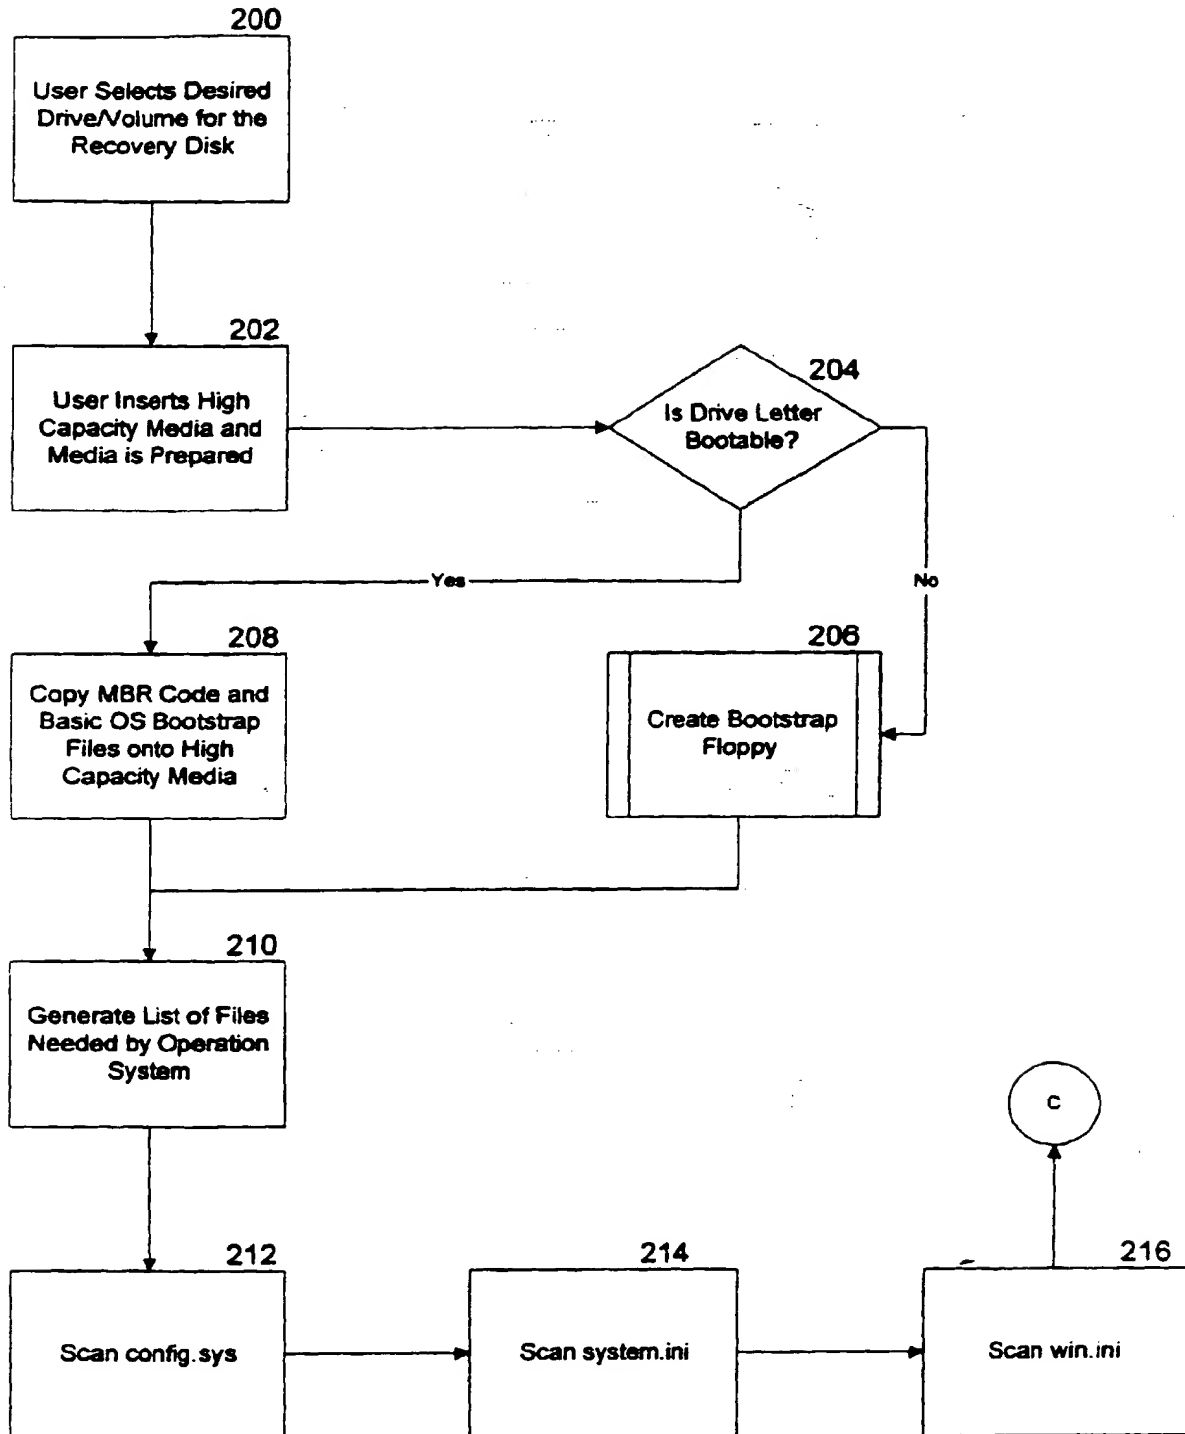 200
User Selects Desired
Drive/Volume for the
Recovery Disk
202
User Inserts High
Capacity Media and
Media is Prepared
204
Is Drive Letter
Bootable?
Yes
No
208
Copy MBR Code and
Basic OS Bootstrap
Files onto High
Capacity Media
206
Create Bootstrap
Floppy
210
Generate List of Files
Needed by Operation
System
C
212
Scan config.sys
214
Scan system.ini
216
Scan win.ini